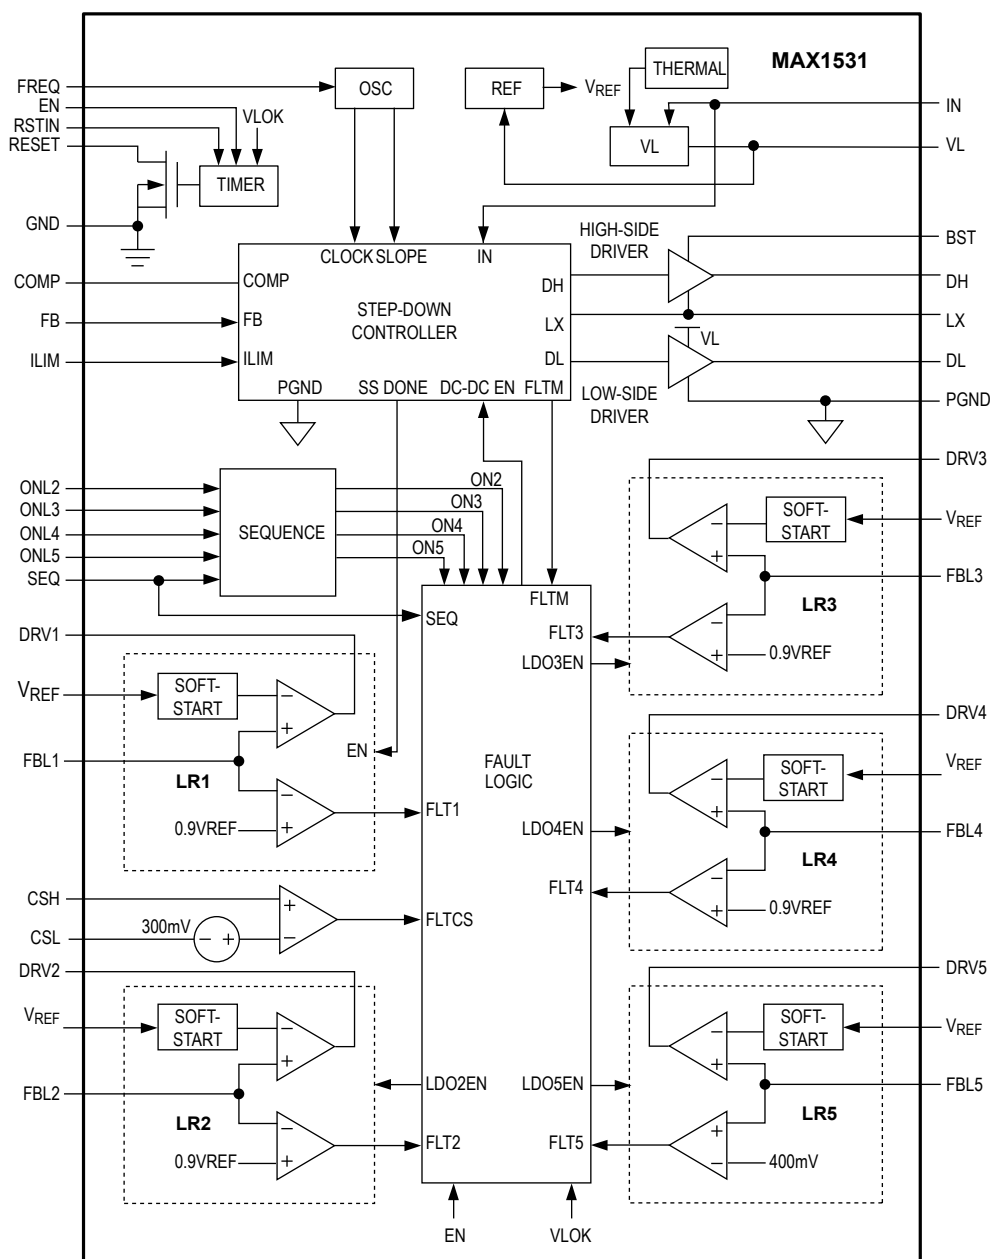 MAX1531
FREQ
EN
RSTIN
RESET
GND
VLOK
TIMER
OSC
REF
VREF
THERMAL
VL
IN
VL
CLOCK SLOPE
IN
COMP
COMP
FB
FB
ILIM
ILIM
STEP-DOWN
CONTROLLER
DH
LX
DL
PGND
SS DONE
DC-DC EN
FLTM
HIGH-SIDE
DRIVER
LOW-SIDE
DRIVER
VL
BST
DH
LX
DL
PGND
ONL2
ONL3
ONL4
ONL5
SEQ
SEQUENCE
ON2
ON3
ON4
ON5
FAULT
LOGIC
FLTM
SEQ
FLT1
FLTCS
LDO2EN
FLT2
FLT3
LDO3EN
LDO4EN
FLT4
LDO5EN
FLT5
EN
VLOK
DRV1
VREF
FBL1
SOFT-
START
−
+
EN
LR1
−
+
0.9VREF
CSH
CSL
300mV
− +
+
−
DRV2
VREF
FBL2
SOFT-
START
−
+
LR2
−
+
0.9VREF
DRV3
VREF
FBL3
SOFT-
START
−
+
LR3
−
+
0.9VREF
DRV4
VREF
FBL4
SOFT-
START
−
+
LR4
−
+
0.9VREF
DRV5
VREF
FBL5
SOFT-
START
−
+
LR5
+
−
400mV